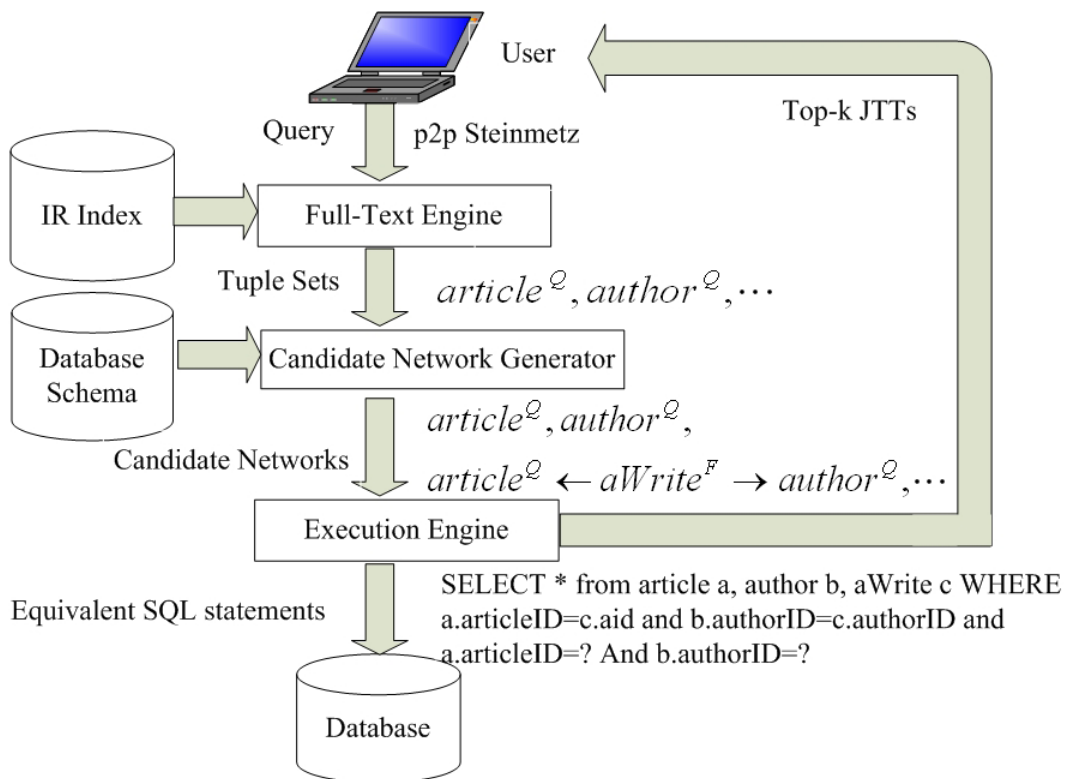 User
Top-k JTTs
Query
p2p Steinmetz
IR Index
Full-Text Engine
Tuple Sets
article^Q, author^Q, ⋯
Database
Schema
Candidate Network Generator
article^Q, author^Q,
Candidate Networks
article^Q ← aWrite^F → author^Q, ⋯
Execution Engine
Equivalent SQL statements
SELECT * from article a, author b, aWrite c WHERE
a.articleID=c.aid and b.authorID=c.authorID and
a.articleID=? And b.authorID=?
Database